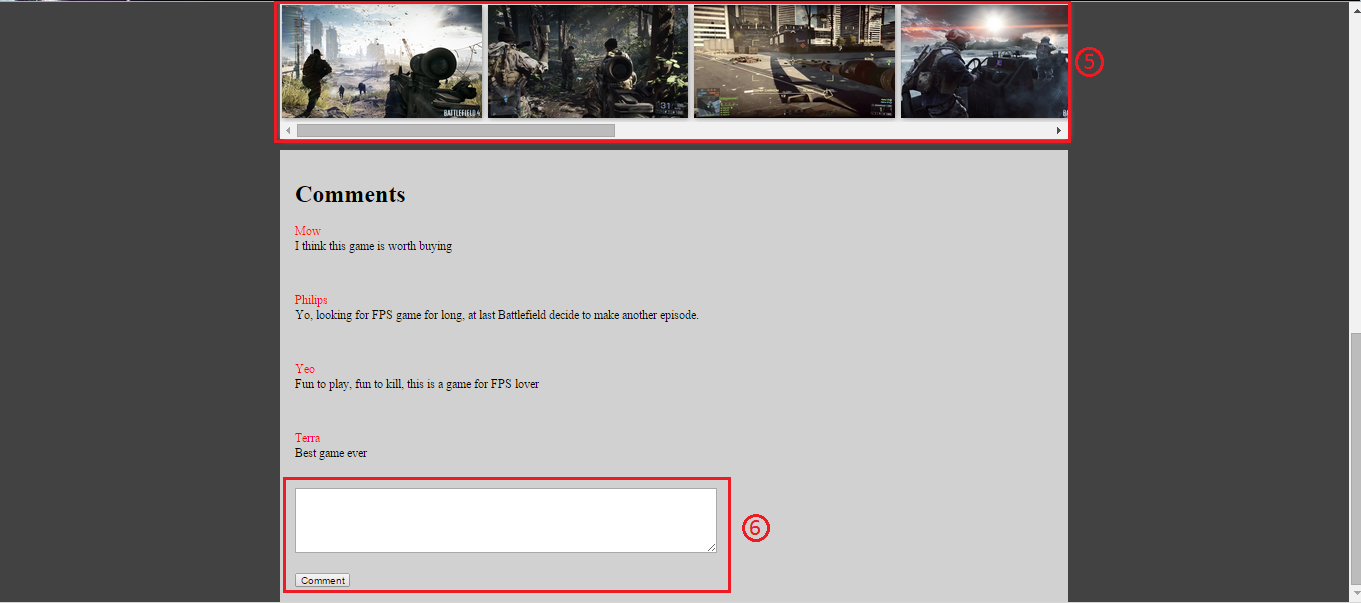 BATTLEFIELD 4
31
5
Comments
Mow
I think this game is worth buying
Philips
Yo, looking for FPS game for long, at last Battlefield decide to make another episode.
Yeo
Fun to play, fun to kill, this is a game for FPS lover
Terra
Best game ever
6
Comment